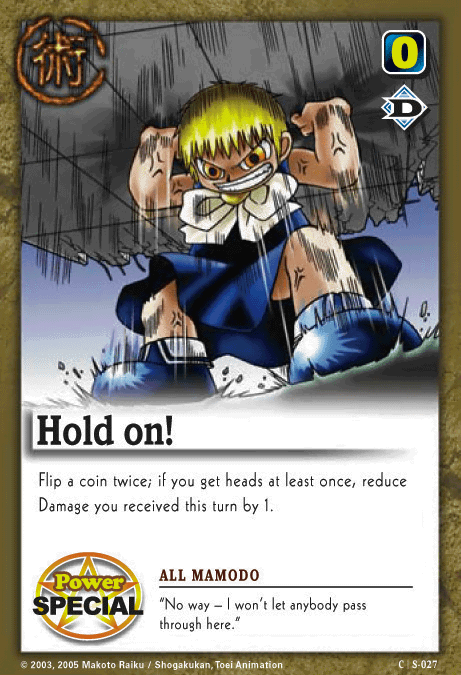 術
0
D
Hold on!
Flip a coin twice; if you get heads at least once, reduce
Damage you received this turn by 1.
Power
SPECIAL
ALL MAMODO
“No way – I won’t let anybody pass
through here.”
© 2003, 2005 Makoto Raiku / Shogakukan, Toei Animation
C | S-027